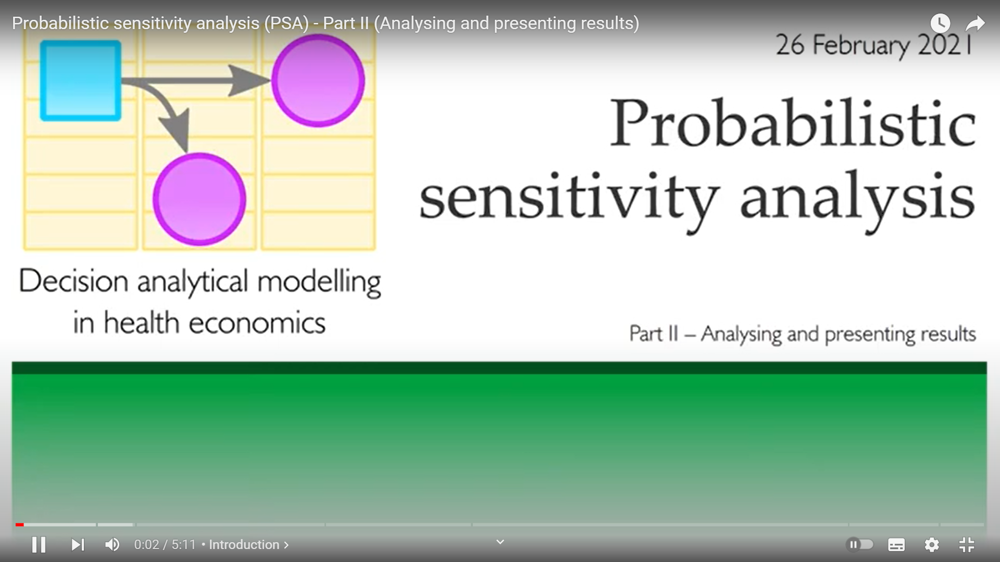 Probabilistic sensitivity analysis (PSA) - Part II (Analysing and presenting results)
26 February 2021
Probabilistic
sensitivity analysis
Decision analytical modelling
in health economics
Part II – Analysing and presenting results
0:02 / 5:11 • Introduction